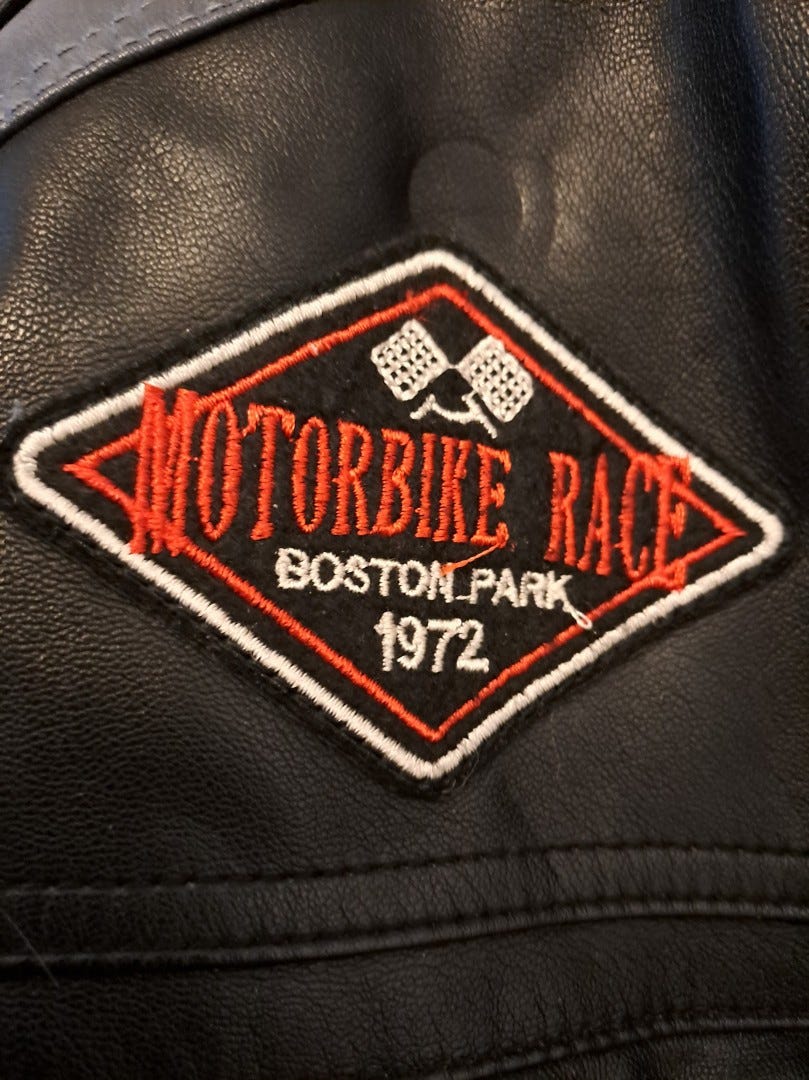 MOTORBIKE RACE
BOSTON PARK
1972